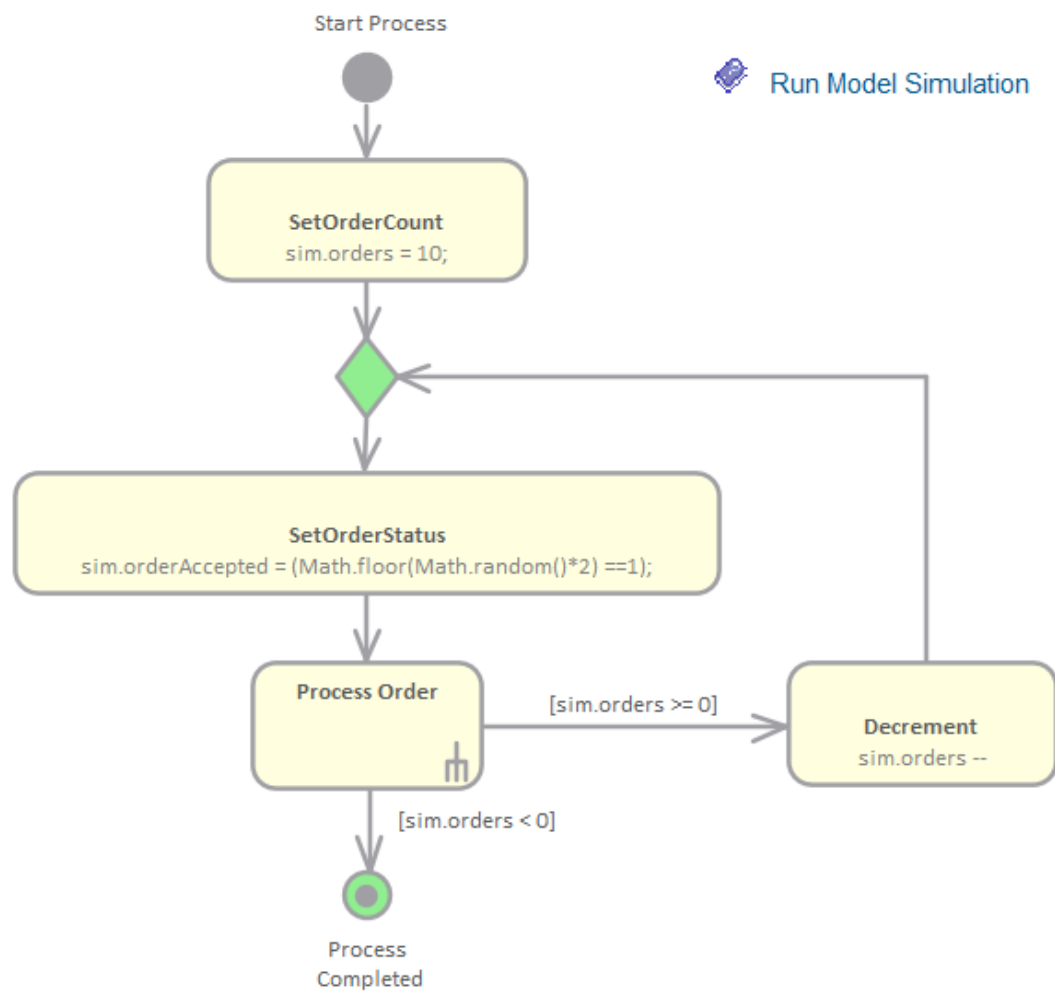 Start Process
Run Model Simulation
SetOrderCount
sim.orders = 10;
SetOrderStatus
sim.orderAccepted = (Math.floor(Math.random()*2) ==1);
Process Order
[sim.orders >= 0]
Decrement
sim.orders --
[sim.orders < 0]
Process
Completed